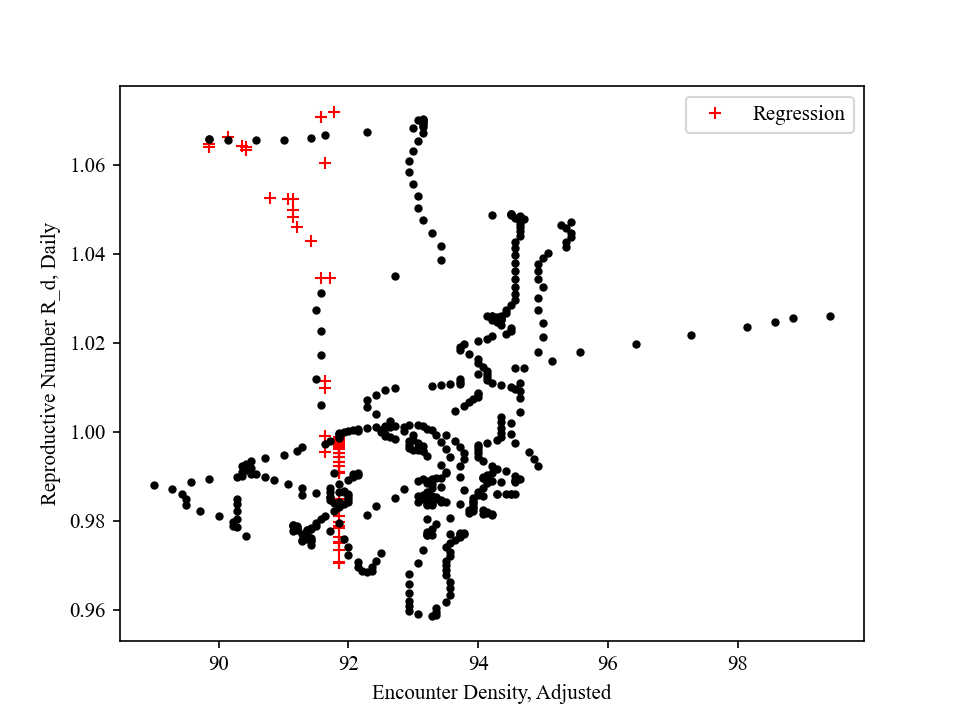 Regression
1.06
1.04
1.02
1.00
0.98
0.96
Reproductive Number R_d, Daily
90 92 94 96 98
Encounter Density, Adjusted